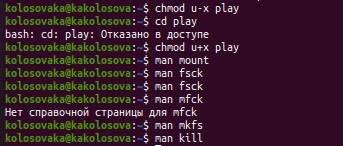 kolosovaka@kakolosova:~$ chmod u-x play
kolosovaka@kakolosova:~$ cd play
bash: cd: play: Отказано в доступе
kolosovaka@kakolosova:~$ chmod u+x play
kolosovaka@kakolosova:~$ man mount
kolosovaka@kakolosova:~$ man fsck
kolosovaka@kakolosova:~$ man fsck
kolosovaka@kakolosova:~$ man mfck
Нет справочной страницы для mfck
kolosovaka@kakolosova:~$ man mkfs
kolosovaka@kakolosova:~$ man kill